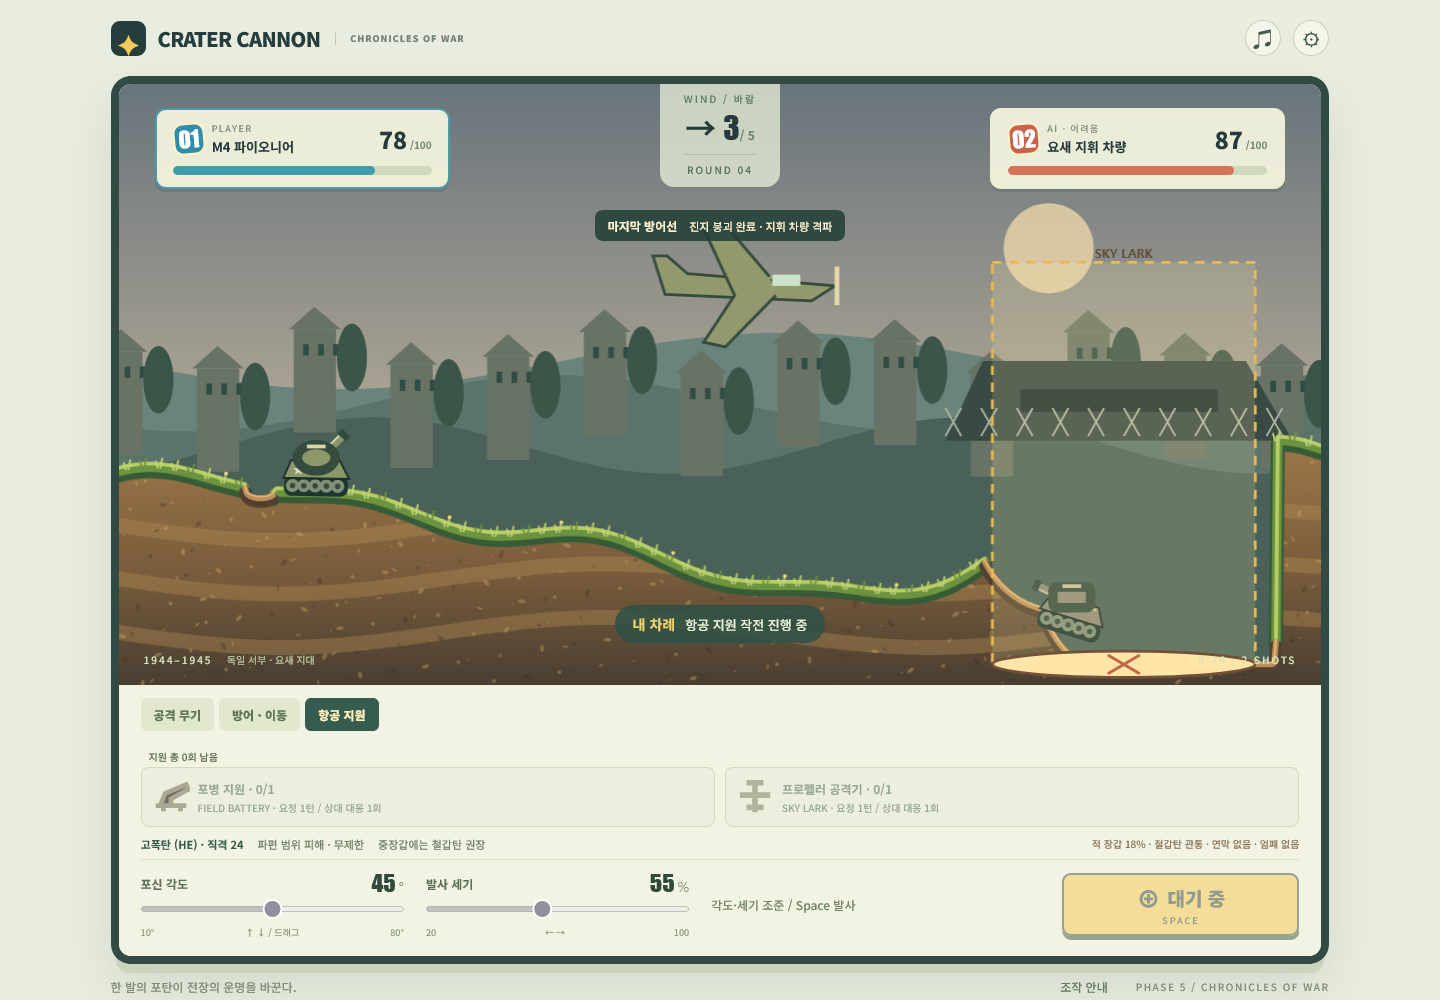 CRATER CANNON
CHRONICLES OF WAR
01
PLAYER
M4 파이오니어
78 /100
WIND / 바람
→ 3 / 5
ROUND 04
02
AI · 어려움
요새 지휘 차량
87 /100
마지막 방어선 진지 붕괴 완료 · 지휘 차량 격파
SKY LARK
내 차례 항공 지원 작전 진행 중
1944–1945 독일 서부 · 요새 지대
SHOTS
공격 무기
방어 · 이동
항공 지원
지원 총 0회 남음
포병 지원 · 0/1
FIELD BATTERY · 요청 1턴 / 상대 대응 1회
프로펠러 공격기 · 0/1
SKY LARK · 요청 1턴 / 상대 대응 1회
고폭탄 (HE) · 직격 24 파편 범위 피해 · 무제한 중장갑에는 철갑탄 권장
적 장갑 18% · 철갑탄 관통 · 연막 없음 · 엄폐 없음
포신 각도 45 °
10° ↑ ↓ / 드래그 80°
발사 세기 55 %
20 ←→ 100
각도·세기 조준 / Space 발사
대기 중
SPACE
한 발의 포탄이 전장의 운명을 바꾼다.
조작 안내
PHASE 5 / CHRONICLES OF WAR